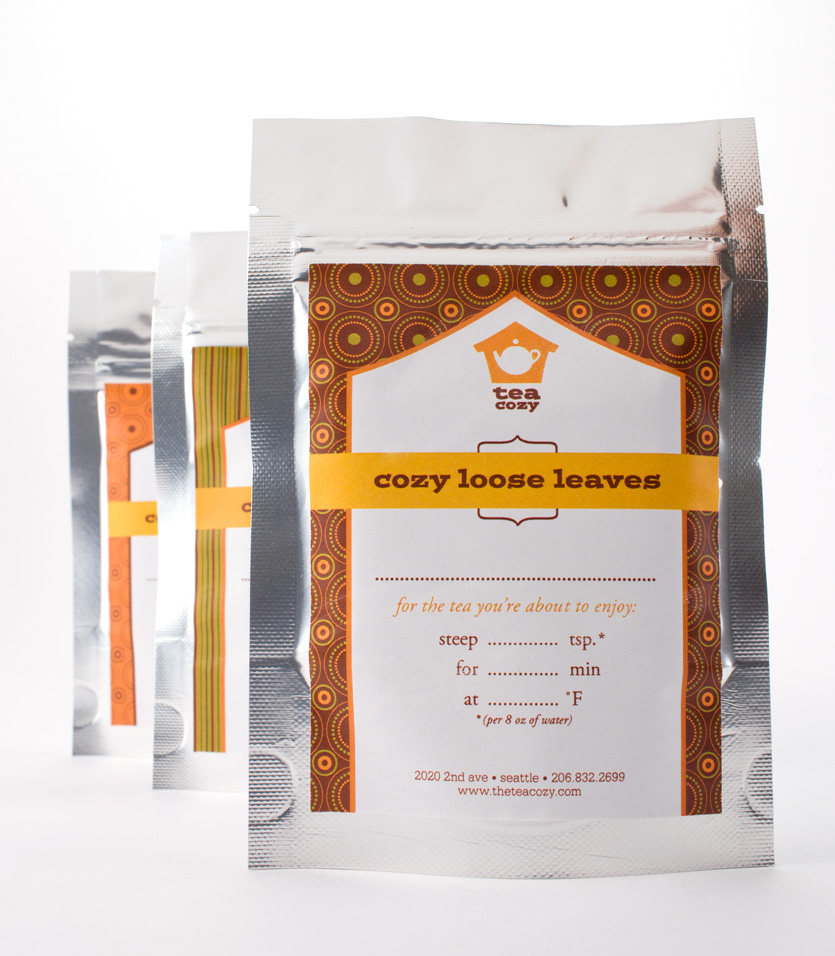 tea
cozy
cozy loose leaves
for the tea you're about to enjoy:
steep .............. tsp.*
for .............. min
at .............. °F
*(per 8 oz of water)
2020 2nd ave • seattle • 206.832.2699
www.theteacozy.com